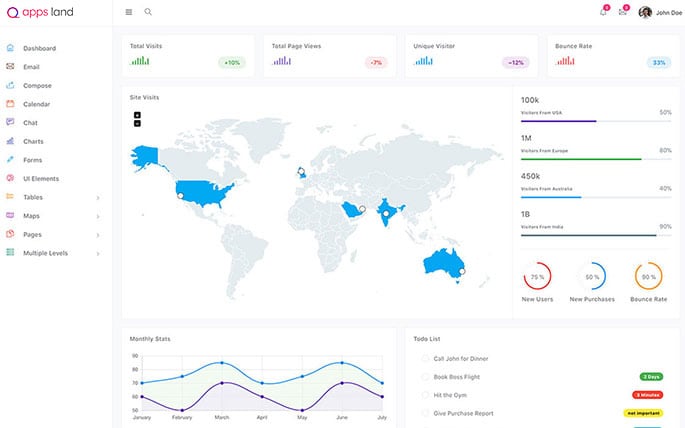 apps land
3
3
John Doe
Dashboard
Email
Compose
Calendar
Chat
Charts
Forms
UI Elements
Tables
Maps
Pages
Multiple Levels
Total Visits
+10%
Total Page Views
-7%
Unique Visitor
~12%
Bounce Rate
33%
Site Visits
+
-
100k
Visitors From USA
50%
1M
Visitors From Europe
80%
450k
Visitors From Australia
40%
1B
Visitors From India
90%
75 %
New Users
50 %
New Purchases
90 %
Bounce Rate
Monthly Stats
90
80
70
60
50
January February March April May June July
Todo List
Call John for Dinner
Book Boss Flight
2 Days
Hit the Gym
3 Minutes
Give Purchase Report
not important